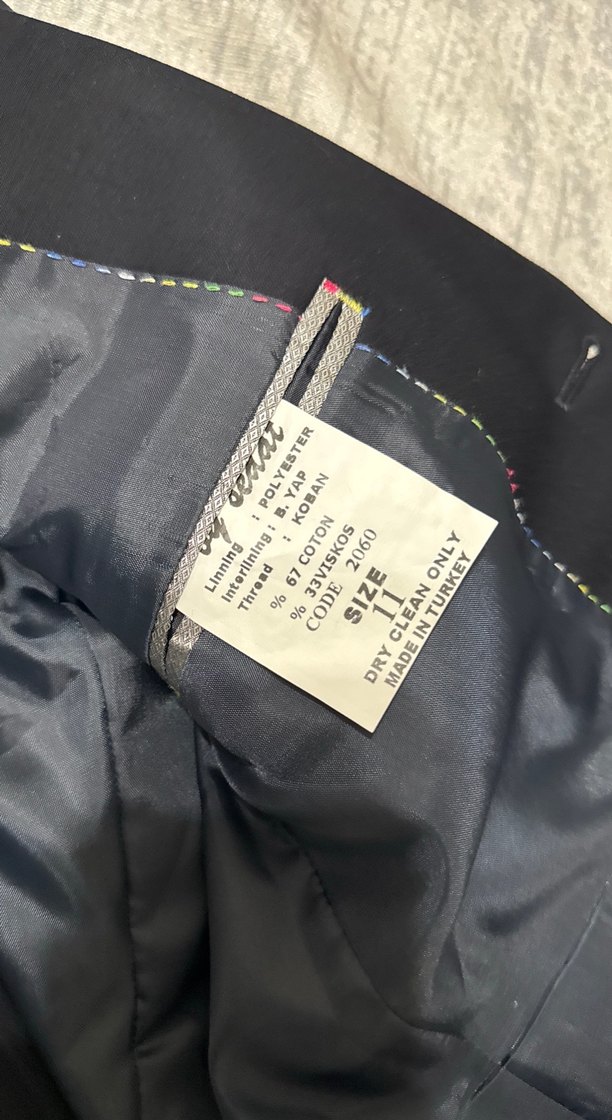 Linning : POLYESTER
Interlining : B. YAP
Thread : KOBAN
% 67 COTON
% 33VISKOS
CODE 2060
SIZE
11
DRY CLEAN ONLY
MADE IN TURKEY